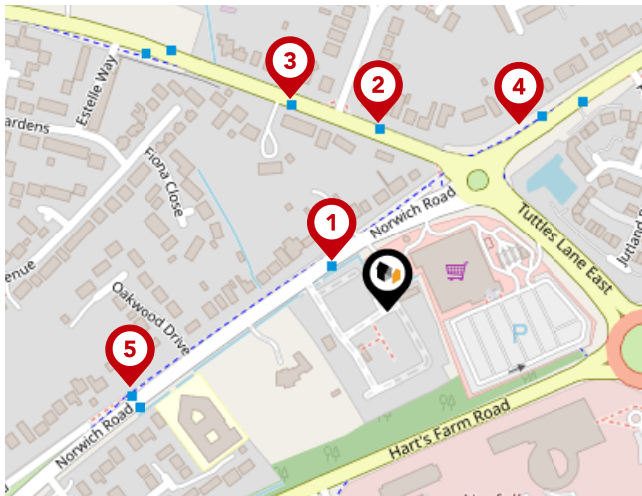 3
2
4
Estelle Way
ardens
Fiona Close
1
Norwich Road
Tuttles Lane East
Jutland
enue
Oakwood Drive
P
5
Norwich Road
Hart's Farm Road